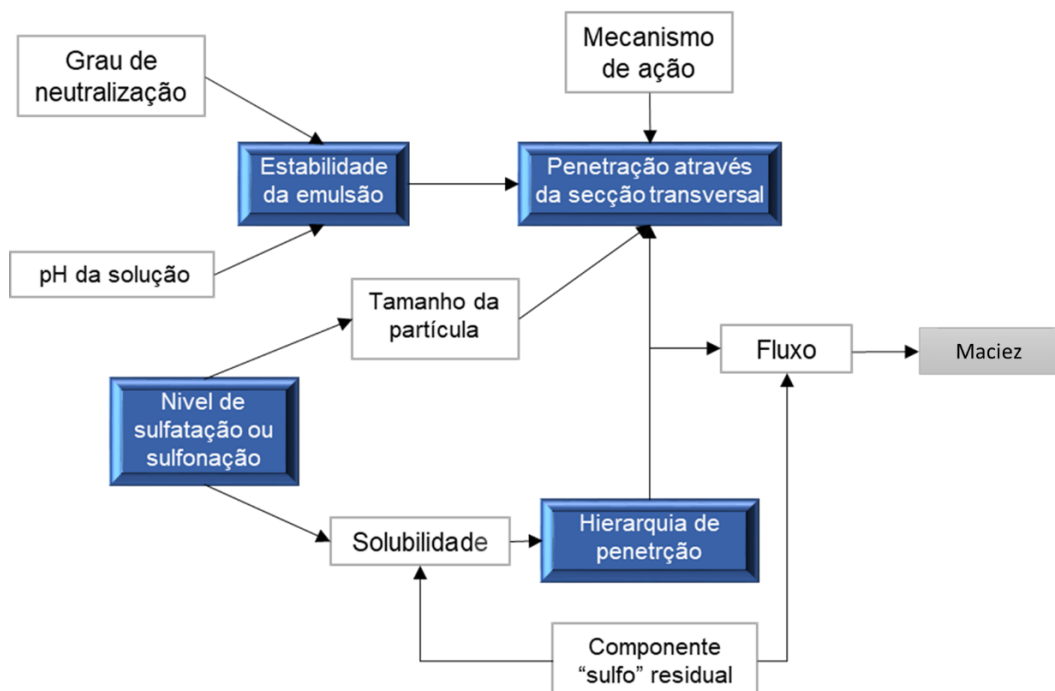 Grau de
neutralização
Mecanismo
de ação
Estabilidade
da emulsão
Penetração através
da secção transversal
pH da solução
Tamanho da
partícula
Fluxo
Maciez
Nivel de
sulfatação ou
sulfonação
Solubilidade
Hierarquia de
penetrção
Componente
“sulfo” residual